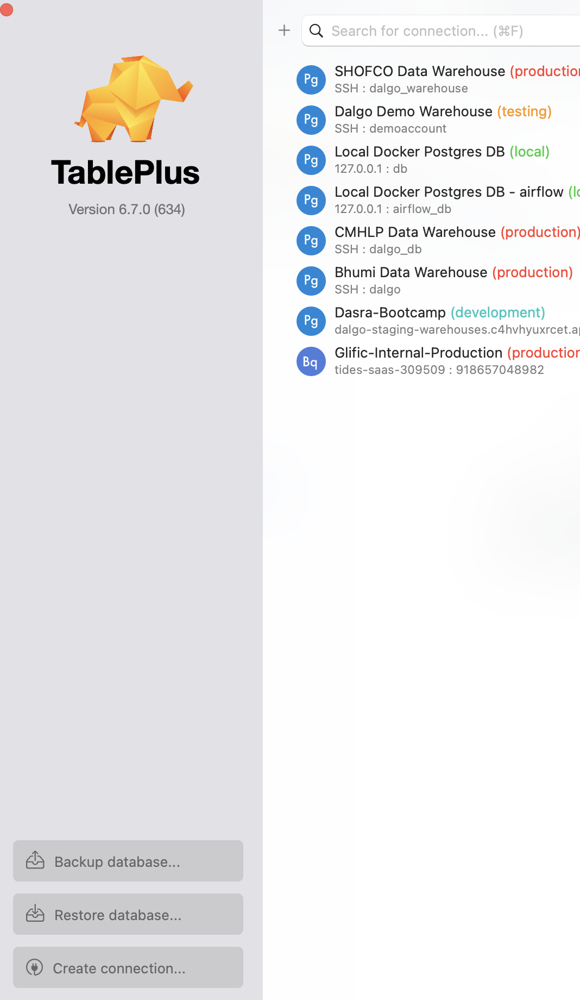 TablePlus
Version 6.7.0 (634)
Backup database...
Restore database...
Create connection...
Search for connection... (⌘F)
Pg
SHOFCO Data Warehouse (productio
SSH : dalgo_warehouse
Pg
Dalgo Demo Warehouse (testing)
SSH : demoaccount
Pg
Local Docker Postgres DB (local)
127.0.0.1 : db
Pg
Local Docker Postgres DB - airflow (lo
127.0.0.1 : airflow_db
Pg
CMHLP Data Warehouse (production)
SSH : dalgo_db
Pg
Bhumi Data Warehouse (production)
SSH : dalgo
Pg
Dasra-Bootcamp (development)
dalgo-staging-warehouses.c4hvhyuxrcet.ap
Bq
Glific-Internal-Production (production
tides-saas-309509 : 918657048982